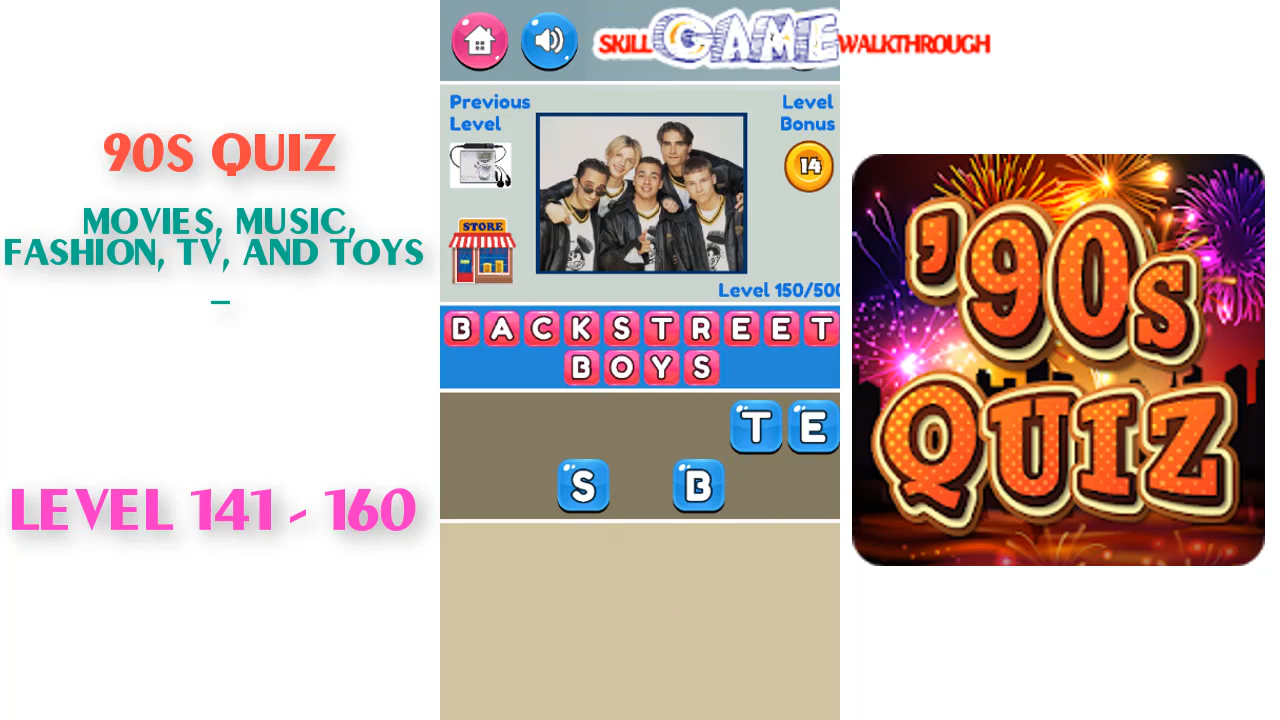 90S QUIZ
MOVIES, MUSIC,
FASHION, TV, AND TOYS
–
LEVEL 141 - 160
SKILL GAME WALKTHROUGH
Previous
Level
Level
Bonus
14
STORE
Level 150/500
BACKSTREET
BOYS
T E
S B
'90s
QUIZ